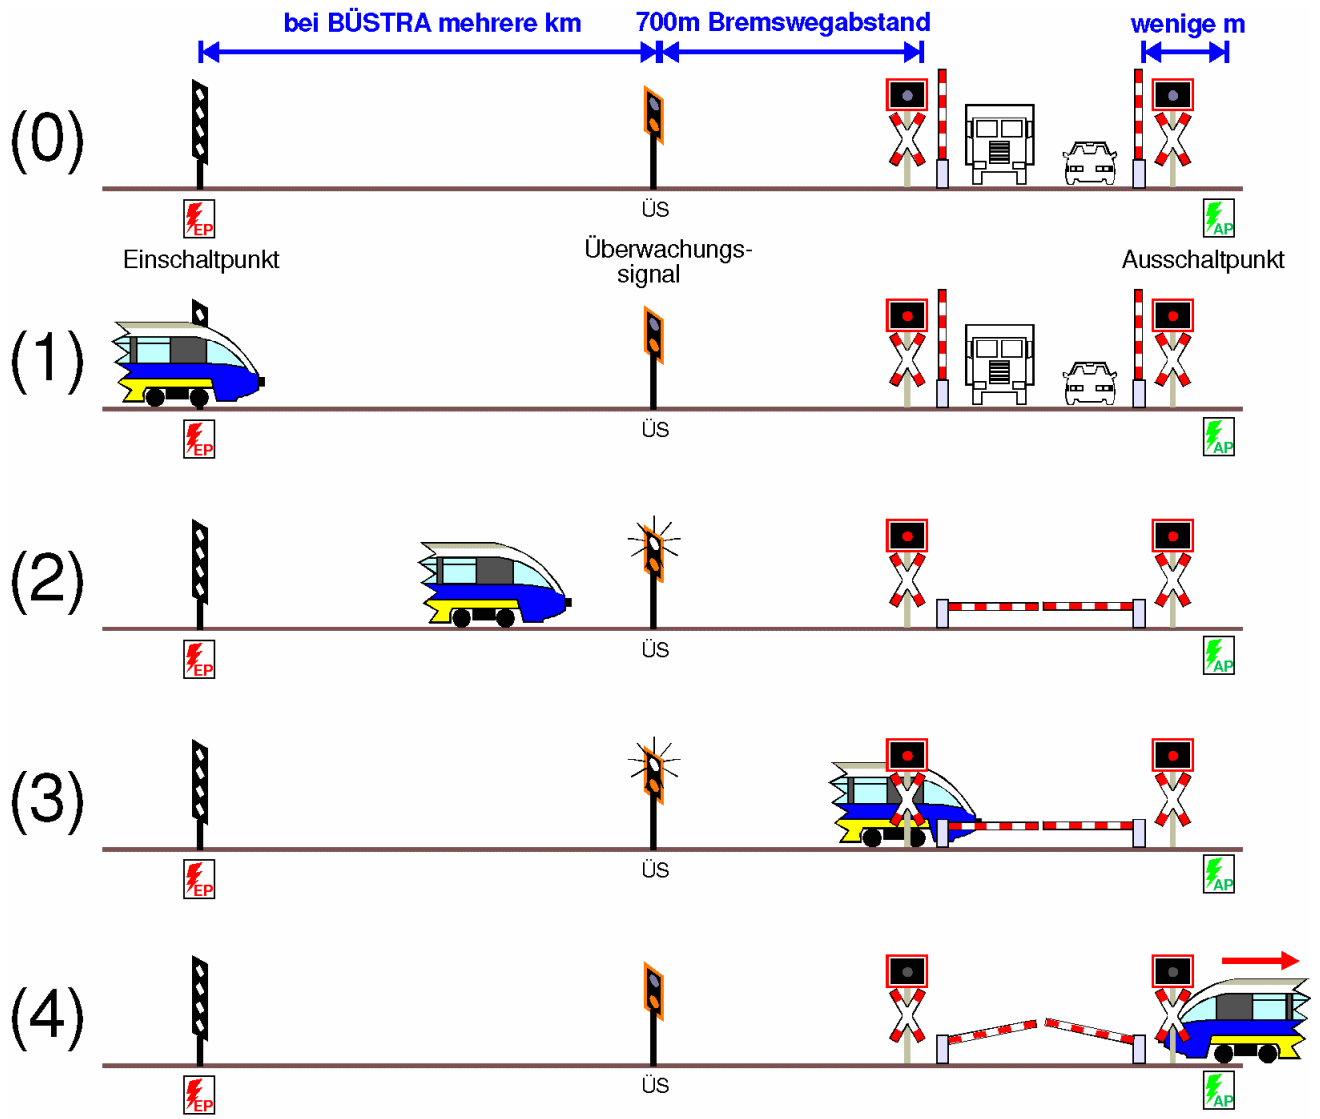 bei BÜSTRA mehrere km 700m Bremswegabstand wenige m
(0)
ÜS
EP
AP
Einschaltpunkt
Überwachungs-
signal
Ausschaltpunkt
(1)
ÜS
EP
AP
(2)
ÜS
EP
AP
(3)
ÜS
EP
AP
(4)
ÜS
EP
AP